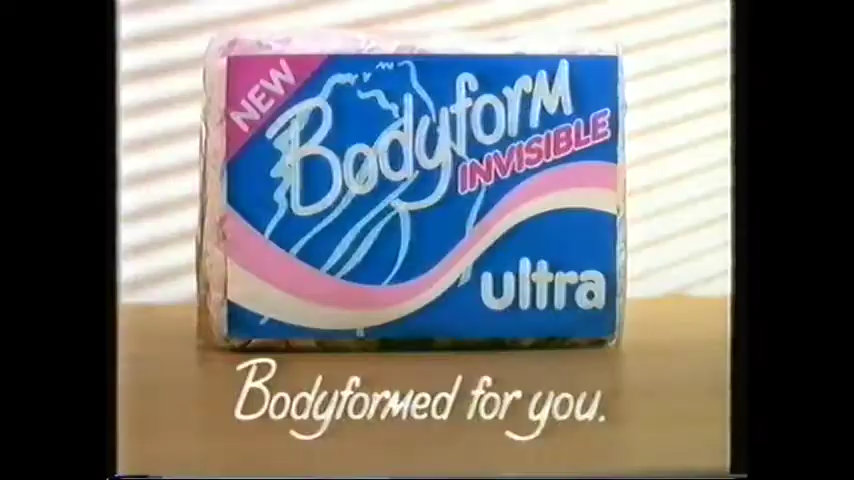 NEW
Bodyform
INVISIBLE
ultra
Bodyformed for you.